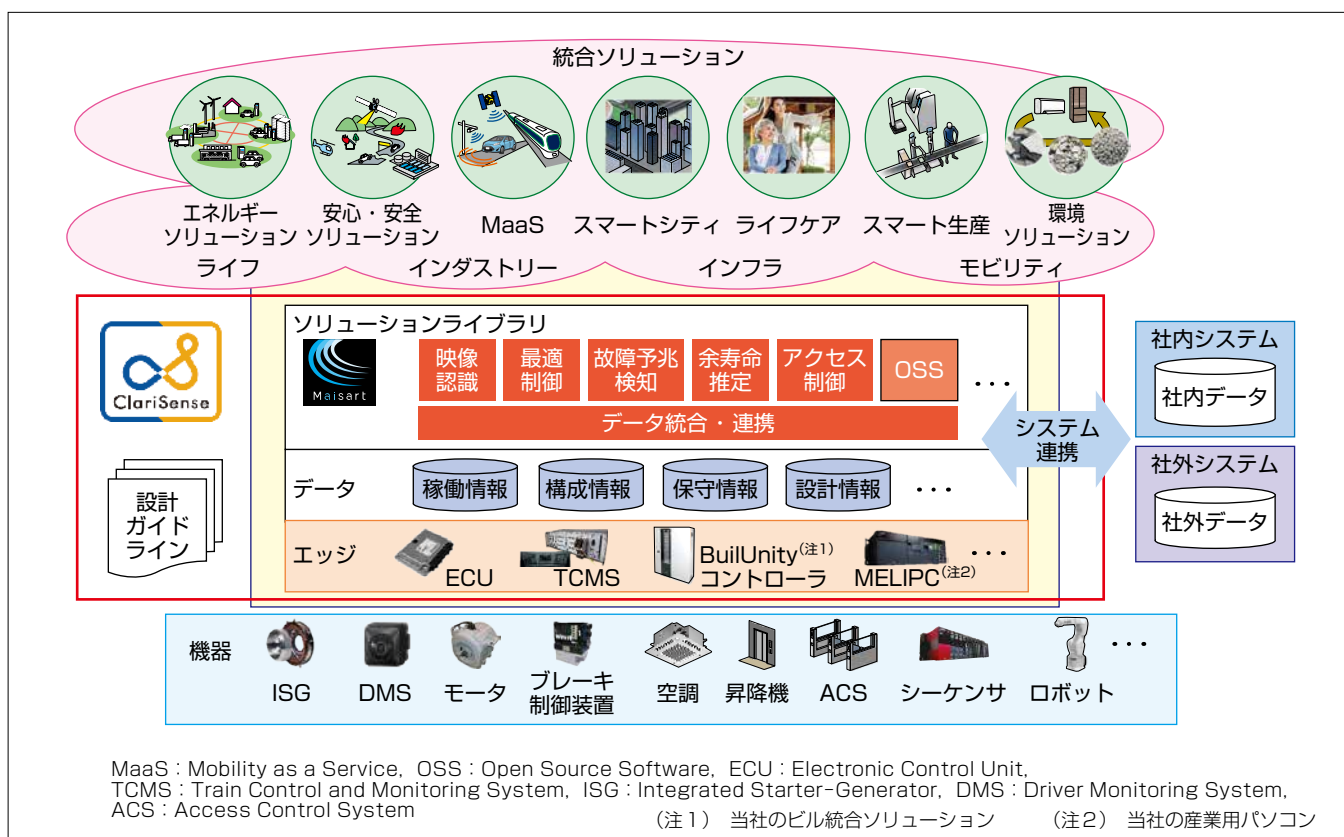 統合ソリューション
エネルギー
ソリューション
安心・安全
ソリューション
MaaS
スマートシティ
ライフケア
スマート生産
環境
ソリューション
ライフ
インダストリー
インフラ
モビリティ
ClariSense
設計
ガイド
ライン
ソリューションライブラリ
Maisart
映像
認識
最適
制御
故障予兆
検知
余寿命
推定
アクセス
制御
OSS
・・・
データ統合・連携
データ
稼働情報
構成情報
保守情報
設計情報
・・・
エッジ
ECU
TCMS
BuilUnity(注1)
コントローラ
MELIPC(注2)
・・・
システム
連携
社内システム
社内データ
社外システム
社外データ
機器
ISG
DMS
モータ
ブレーキ
制御装置
空調
昇降機
ACS
シーケンサ
ロボット
・・・
MaaS:Mobility as a Service, OSS:Open Source Software, ECU:Electronic Control Unit,
TCMS:Train Control and Monitoring System, ISG:Integrated Starter-Generator, DMS:Driver Monitoring System,
ACS:Access Control System
(注1) 当社のビル統合ソリューション (注2) 当社の産業用パソコン